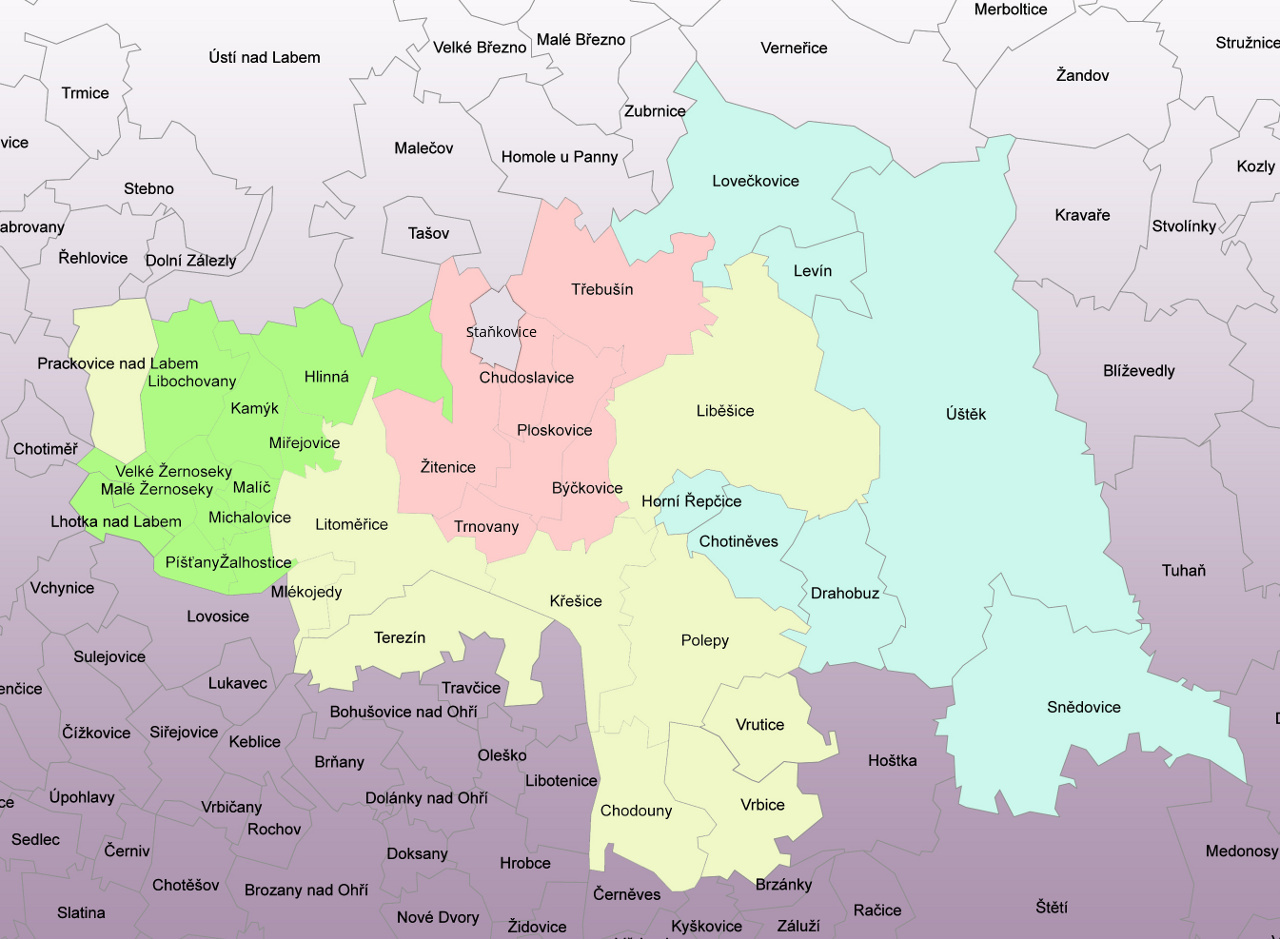 Merboltice
Velké Březno
Malé Březno
Verneřice
Stružnice
Ústí nad Labem
Žandov
Trmice
Zubrnice
vice
Malečov
Homole u Panny
Kozly
Lovečkovice
Stebno
Kravaře
Stvolínky
abrovany
Tašov
Řehlovice
Dolní Zálezly
Levín
Třebušín
Staňkovice
Prackovice nad Labem
Libochovany
Hlinná
Chudoslavice
Blíževedly
Kamýk
Liběšice
Úštěk
Miřejovice
Ploskovice
Chotiměř
Velké Žernoseky
Žitenice
Malé Žernoseky
Malíč
Býčkovice
Horní Řepčice
Lhotka nad Labem
Michalovice
Litoměřice
Trnovany
Chotiněves
Píšťany
Žalhostice
Tuhaň
Vchynice
Mlékojedy
Drahobuz
Křešice
Lovosice
Terezín
Polepy
Sulejovice
Lukavec
Travčice
enčice
Snědovice
Bohušovice nad Ohří
Vrutice
Čížkovice
Siřejovice
Keblice
Oleško
Hoštka
Brňany
Libotenice
Úpohlavy
Dolánky nad Ohří
ce
Vrbičany
Vrbice
Chodouny
Rochov
Sedlec
Černiv
Doksany
Medonosy
Hrobce
Chotěšov
Brozany nad Ohří
Brzánky
Černěves
Slatina
Nové Dvory
Račice
Štětí
Židovice
Kyškovice
Záluží